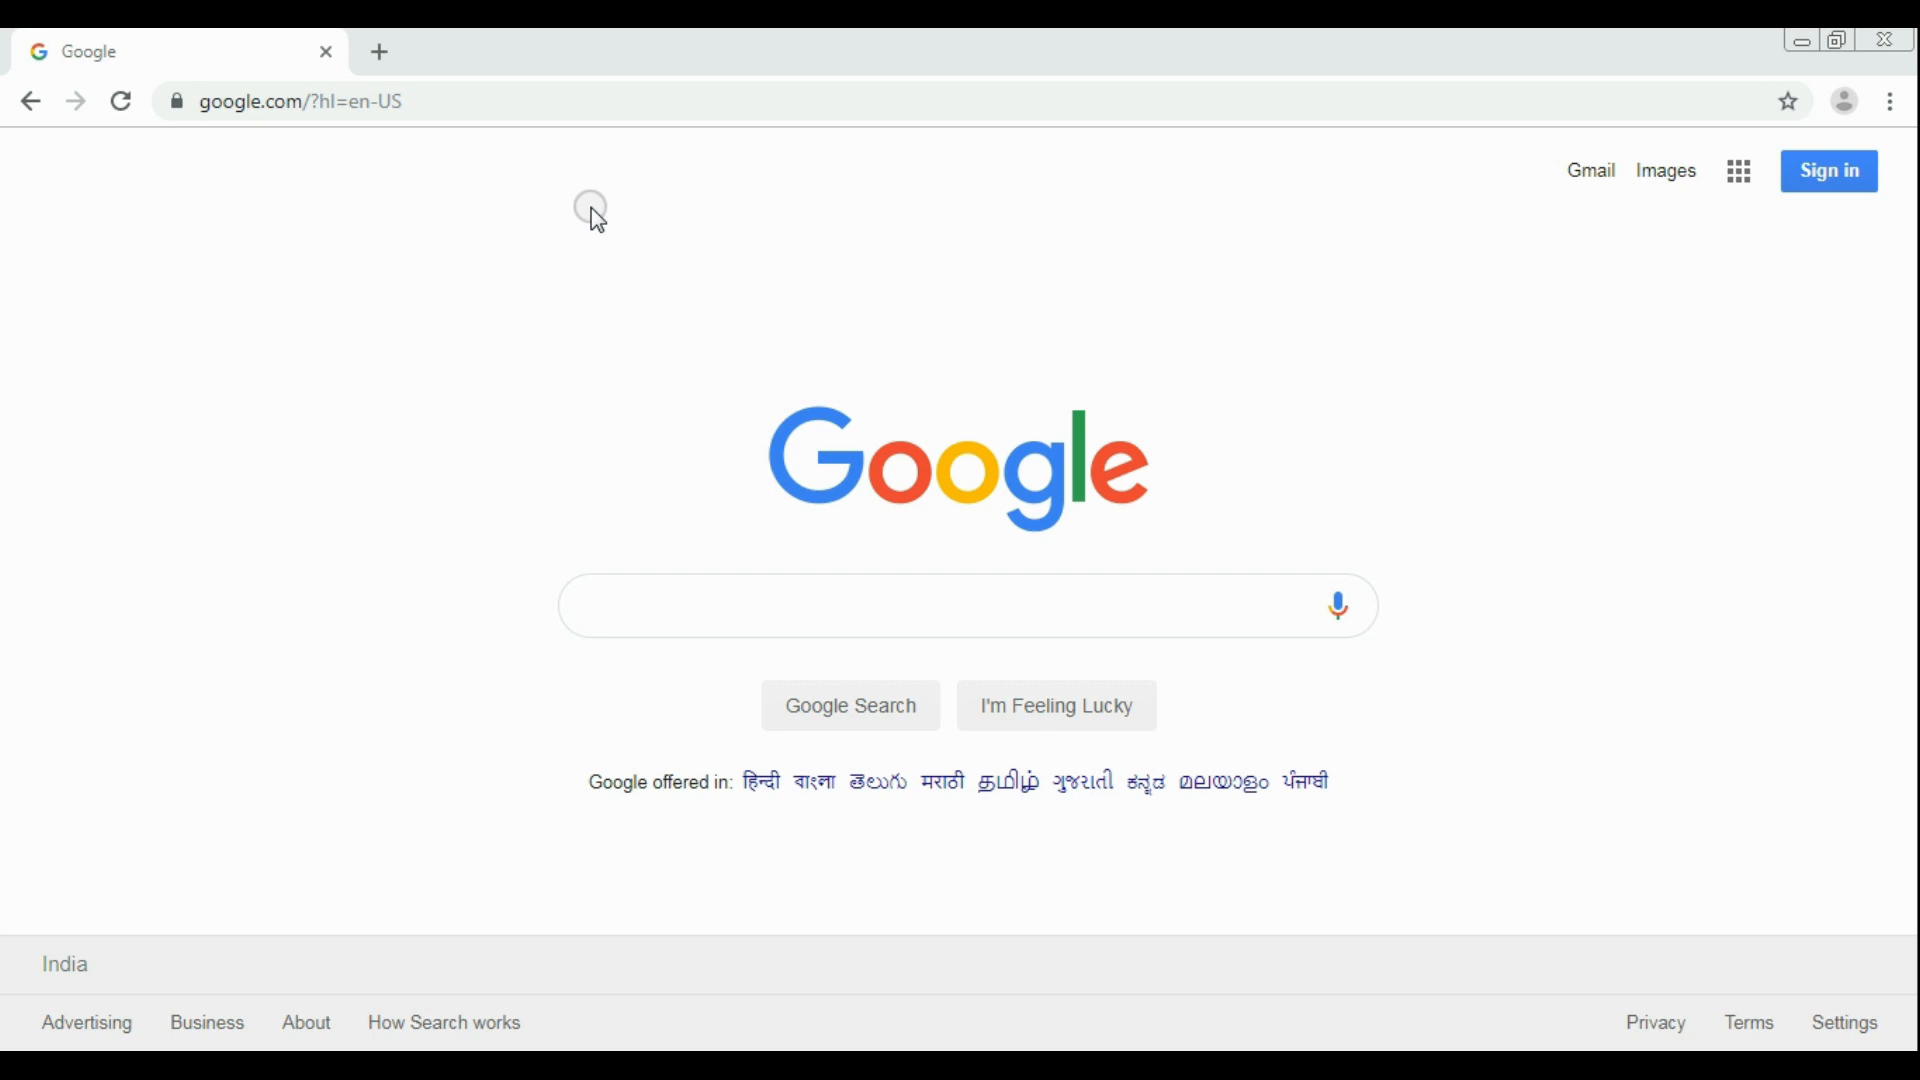 Google
google.com/?hl=en-US
Gmail Images Sign in
Google
Google Search I'm Feeling Lucky
Google offered in: हिन्दी বাংলা తెలుగు मराठी தமிழ் ગુજરાતી ಕನ್ನಡ മലയാളം ਪੰਜਾਬੀ
India
Advertising Business About How Search works Privacy Terms Settings